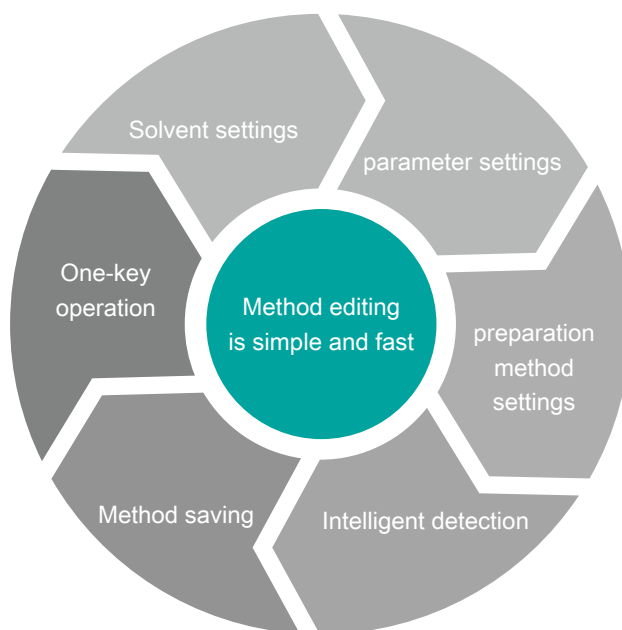 Solvent settings
parameter settings
preparation
method
settings
Intelligent detection
Method saving
One-key
operation
Method editing
is simple and fast